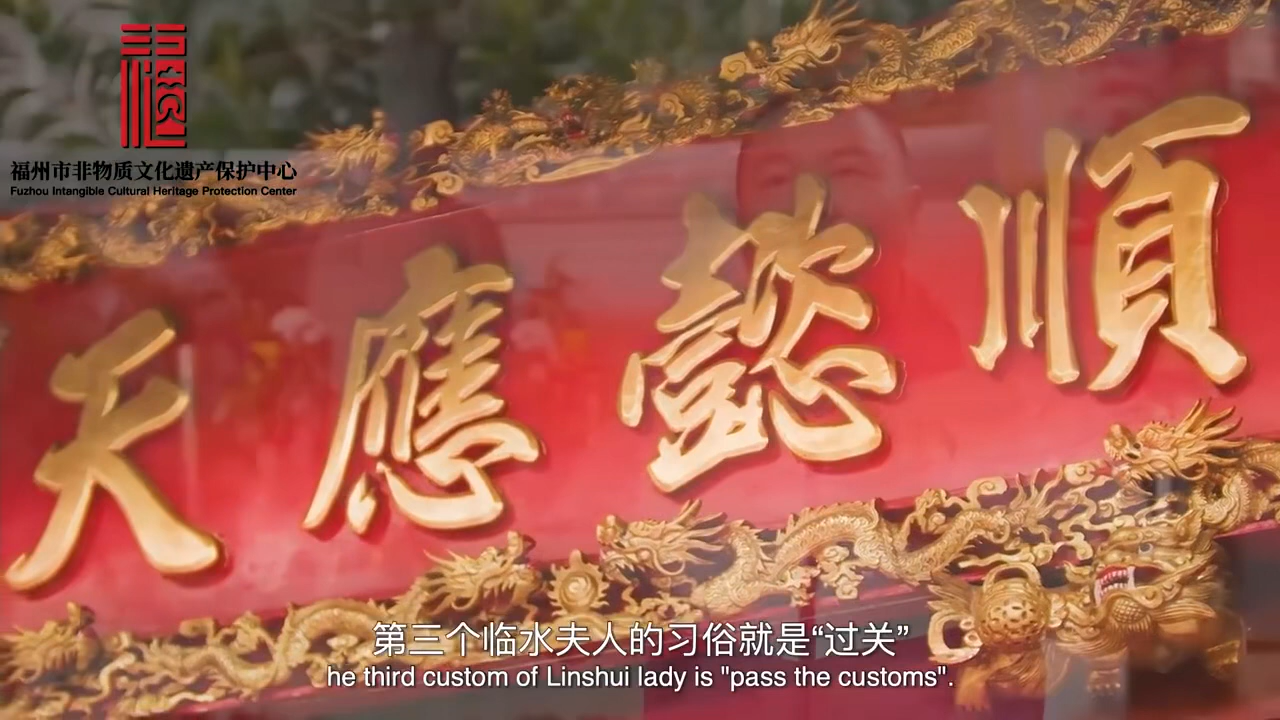 福州市非物质文化遗产保护中心
Fuzhou Intangible Cultural Heritage Protection Center
順懿應天
第三个临水夫人的习俗就是“过关”
he third custom of Linshui lady is "pass the customs".